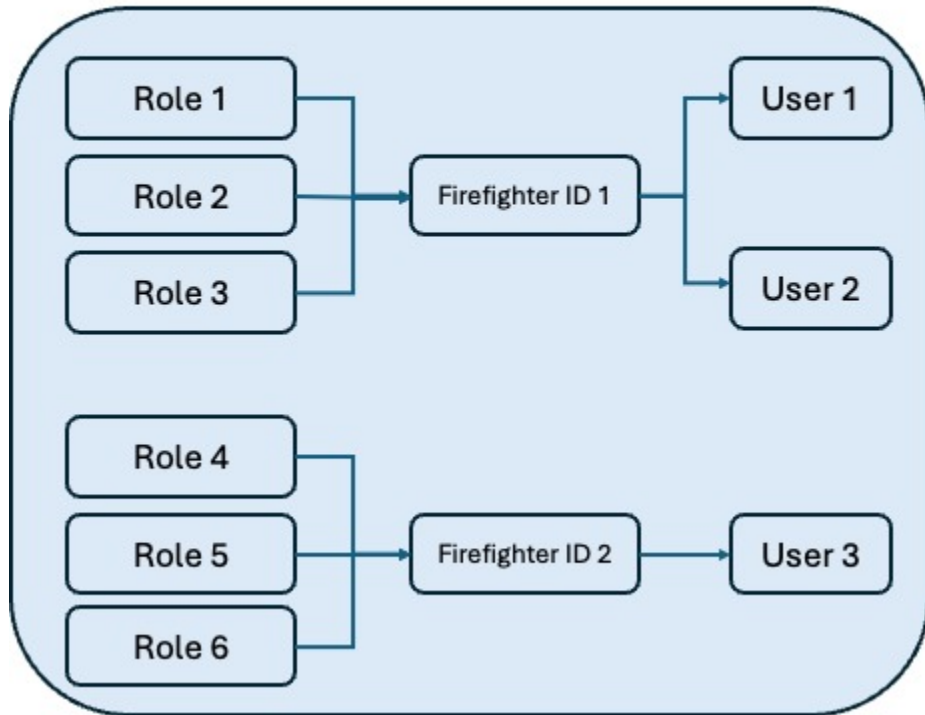 Role 1
Role 2
Role 3
Firefighter ID 1
User 1
User 2
Role 4
Role 5
Role 6
Firefighter ID 2
User 3